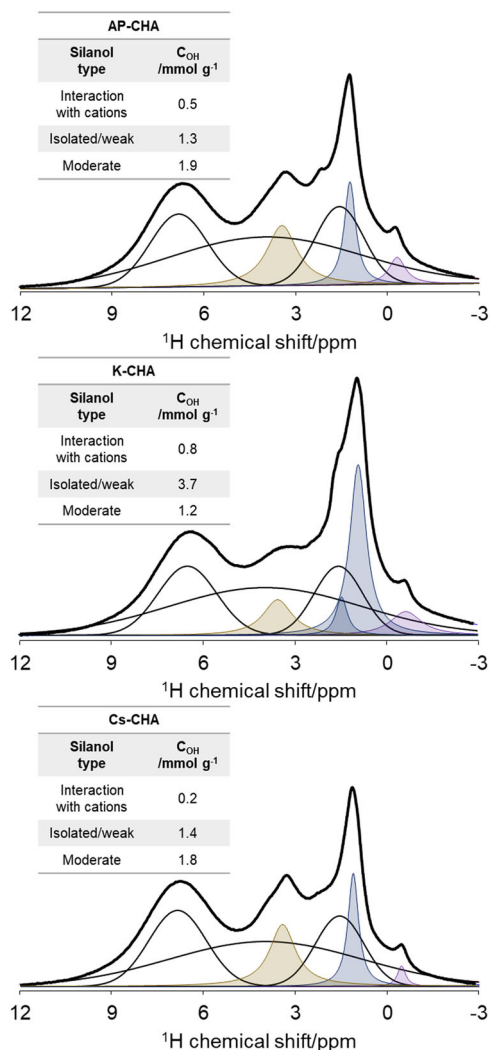 AP-CHA
Silanol type C_OH /mmol g⁻¹
Interaction with cations 0.5
Isolated/weak 1.3
Moderate 1.9
12 9 6 3 0 -3
¹H chemical shift/ppm
K-CHA
Silanol type C_OH /mmol g⁻¹
Interaction with cations 0.8
Isolated/weak 3.7
Moderate 1.2
12 9 6 3 0 -3
¹H chemical shift/ppm
Cs-CHA
Silanol type C_OH /mmol g⁻¹
Interaction with cations 0.2
Isolated/weak 1.4
Moderate 1.8
12 9 6 3 0 -3
¹H chemical shift/ppm